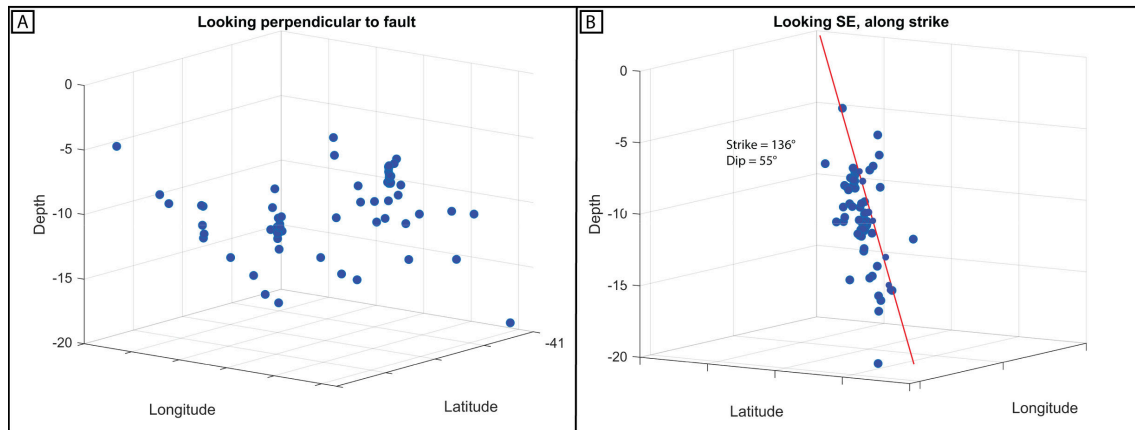 A
Looking perpendicular to fault
0
-5
-10
-15
-20
Depth
Longitude
Latitude
-41
B
Looking SE, along strike
0
-5
-10
-15
-20
Depth
Strike = 136°
Dip = 55°
Latitude
Longitude